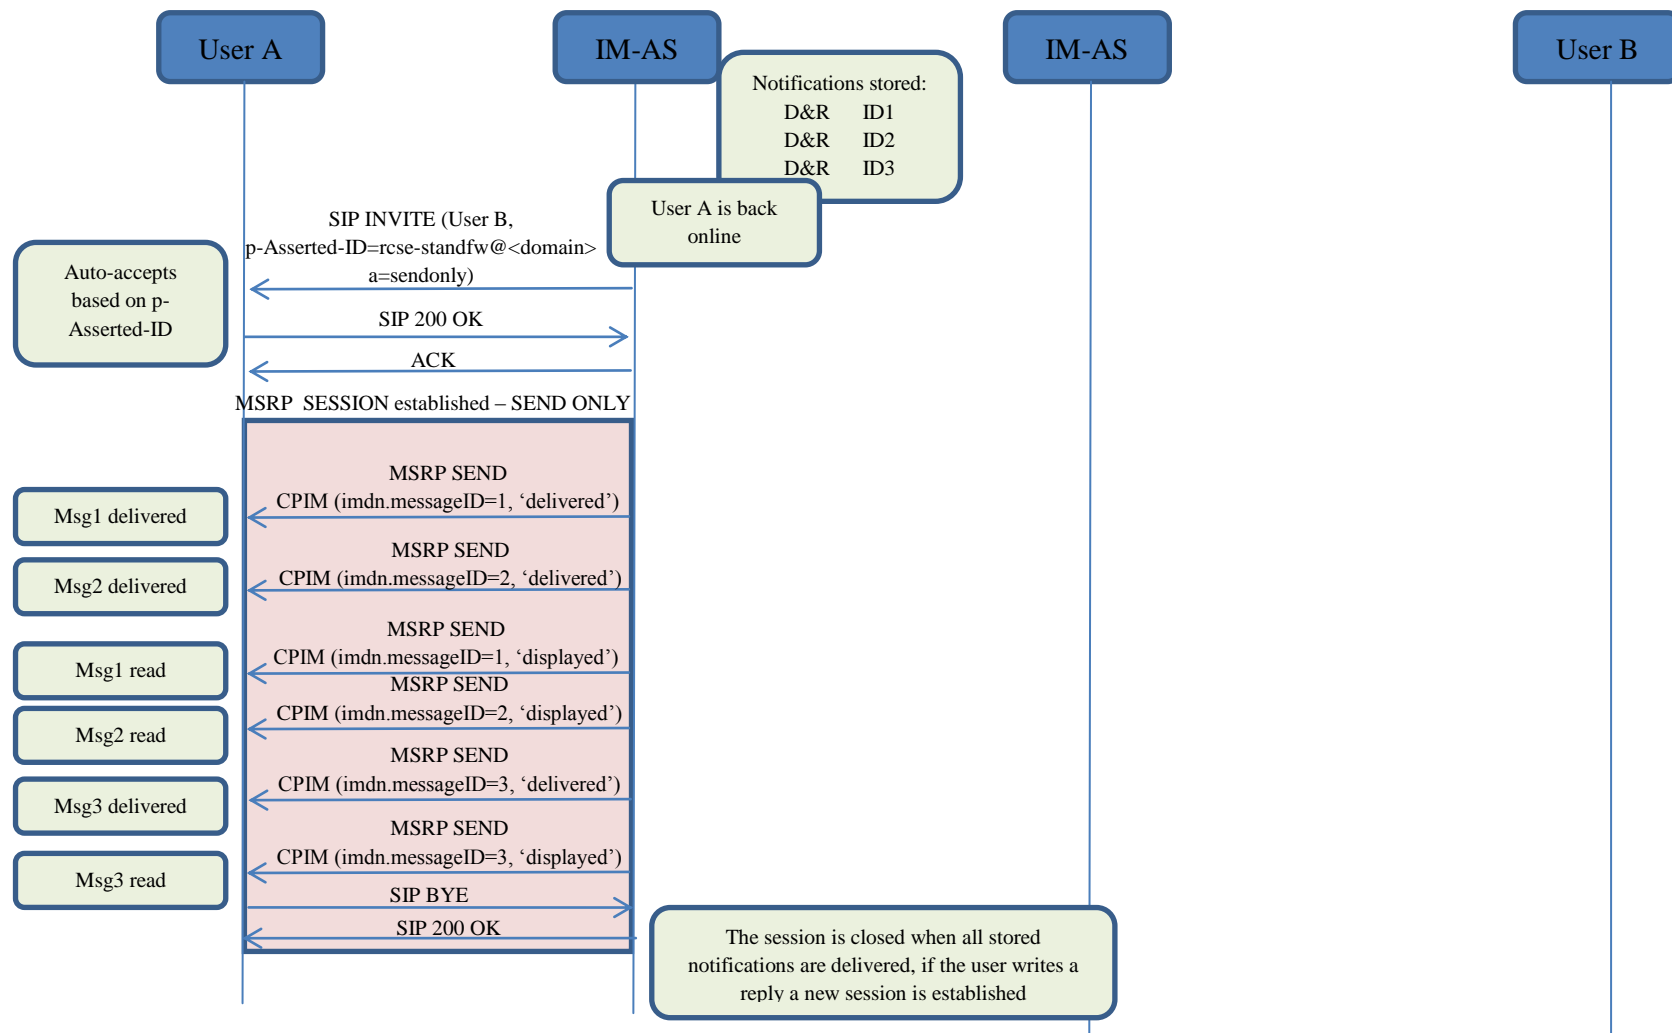 User A
IM-AS
IM-AS
User B
Notifications stored:
D&R ID1
D&R ID2
D&R ID3
User A is back
online
SIP INVITE (User B,
p-Asserted-ID=rcse-standfw@<domain>
a=sendonly)
Auto-accepts
based on p-
Asserted-ID
SIP 200 OK
ACK
MSRP SESSION established – SEND ONLY
MSRP SEND
CPIM (imdn.messageID=1, ‘delivered’)
Msg1 delivered
MSRP SEND
CPIM (imdn.messageID=2, ‘delivered’)
Msg2 delivered
MSRP SEND
CPIM (imdn.messageID=1, ‘displayed’)
Msg1 read
MSRP SEND
CPIM (imdn.messageID=2, ‘displayed’)
Msg2 read
MSRP SEND
CPIM (imdn.messageID=3, ‘delivered’)
Msg3 delivered
MSRP SEND
CPIM (imdn.messageID=3, ‘displayed’)
Msg3 read
SIP BYE
SIP 200 OK
The session is closed when all stored
notifications are delivered, if the user writes a
reply a new session is established